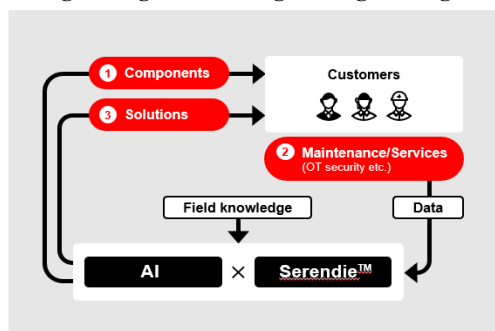 1 Components
3 Solutions
Customers
2 Maintenance/Services
(OT security etc.)
Field knowledge
Data
AI × Serendie™